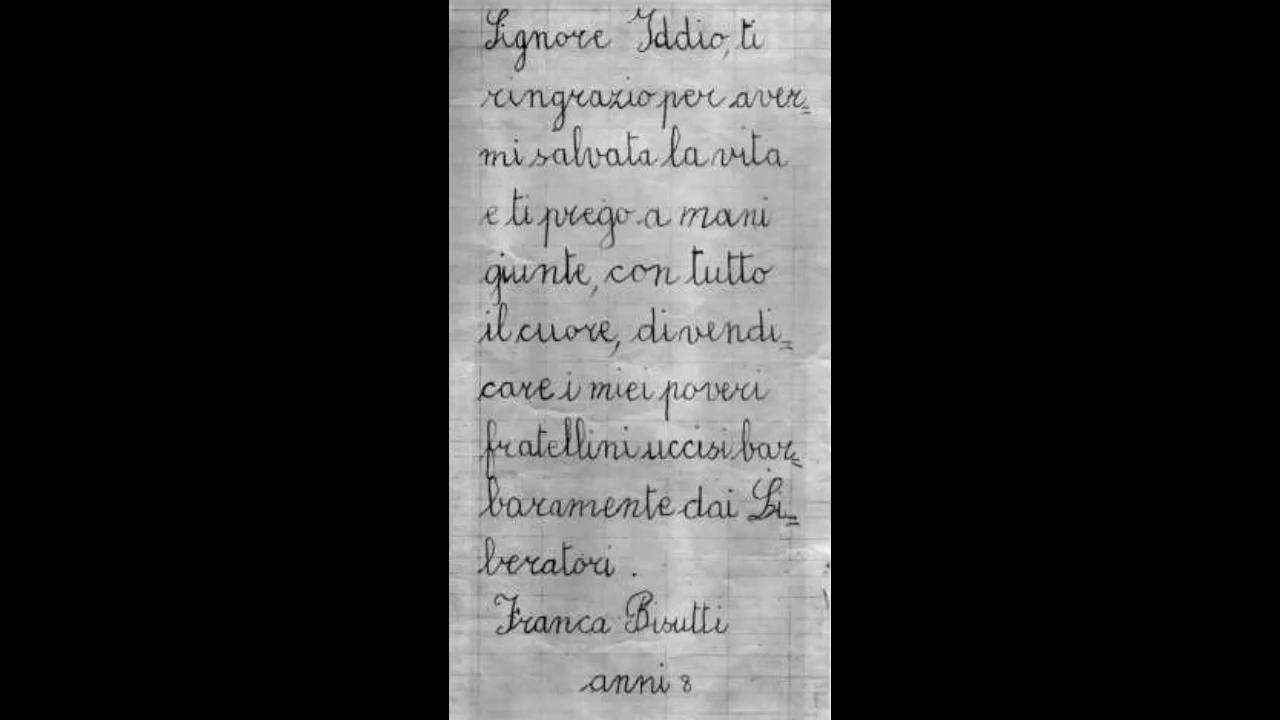 Signore Iddio, ti
ringrazio per aver=
mi salvata la vita
e ti prego a mani
giunte, con tutto
il cuore, di vendi=
care i miei poveri
fratellini uccisi bar=
baramente dai Li=
beratori.
Franca Bisutti
anni 8